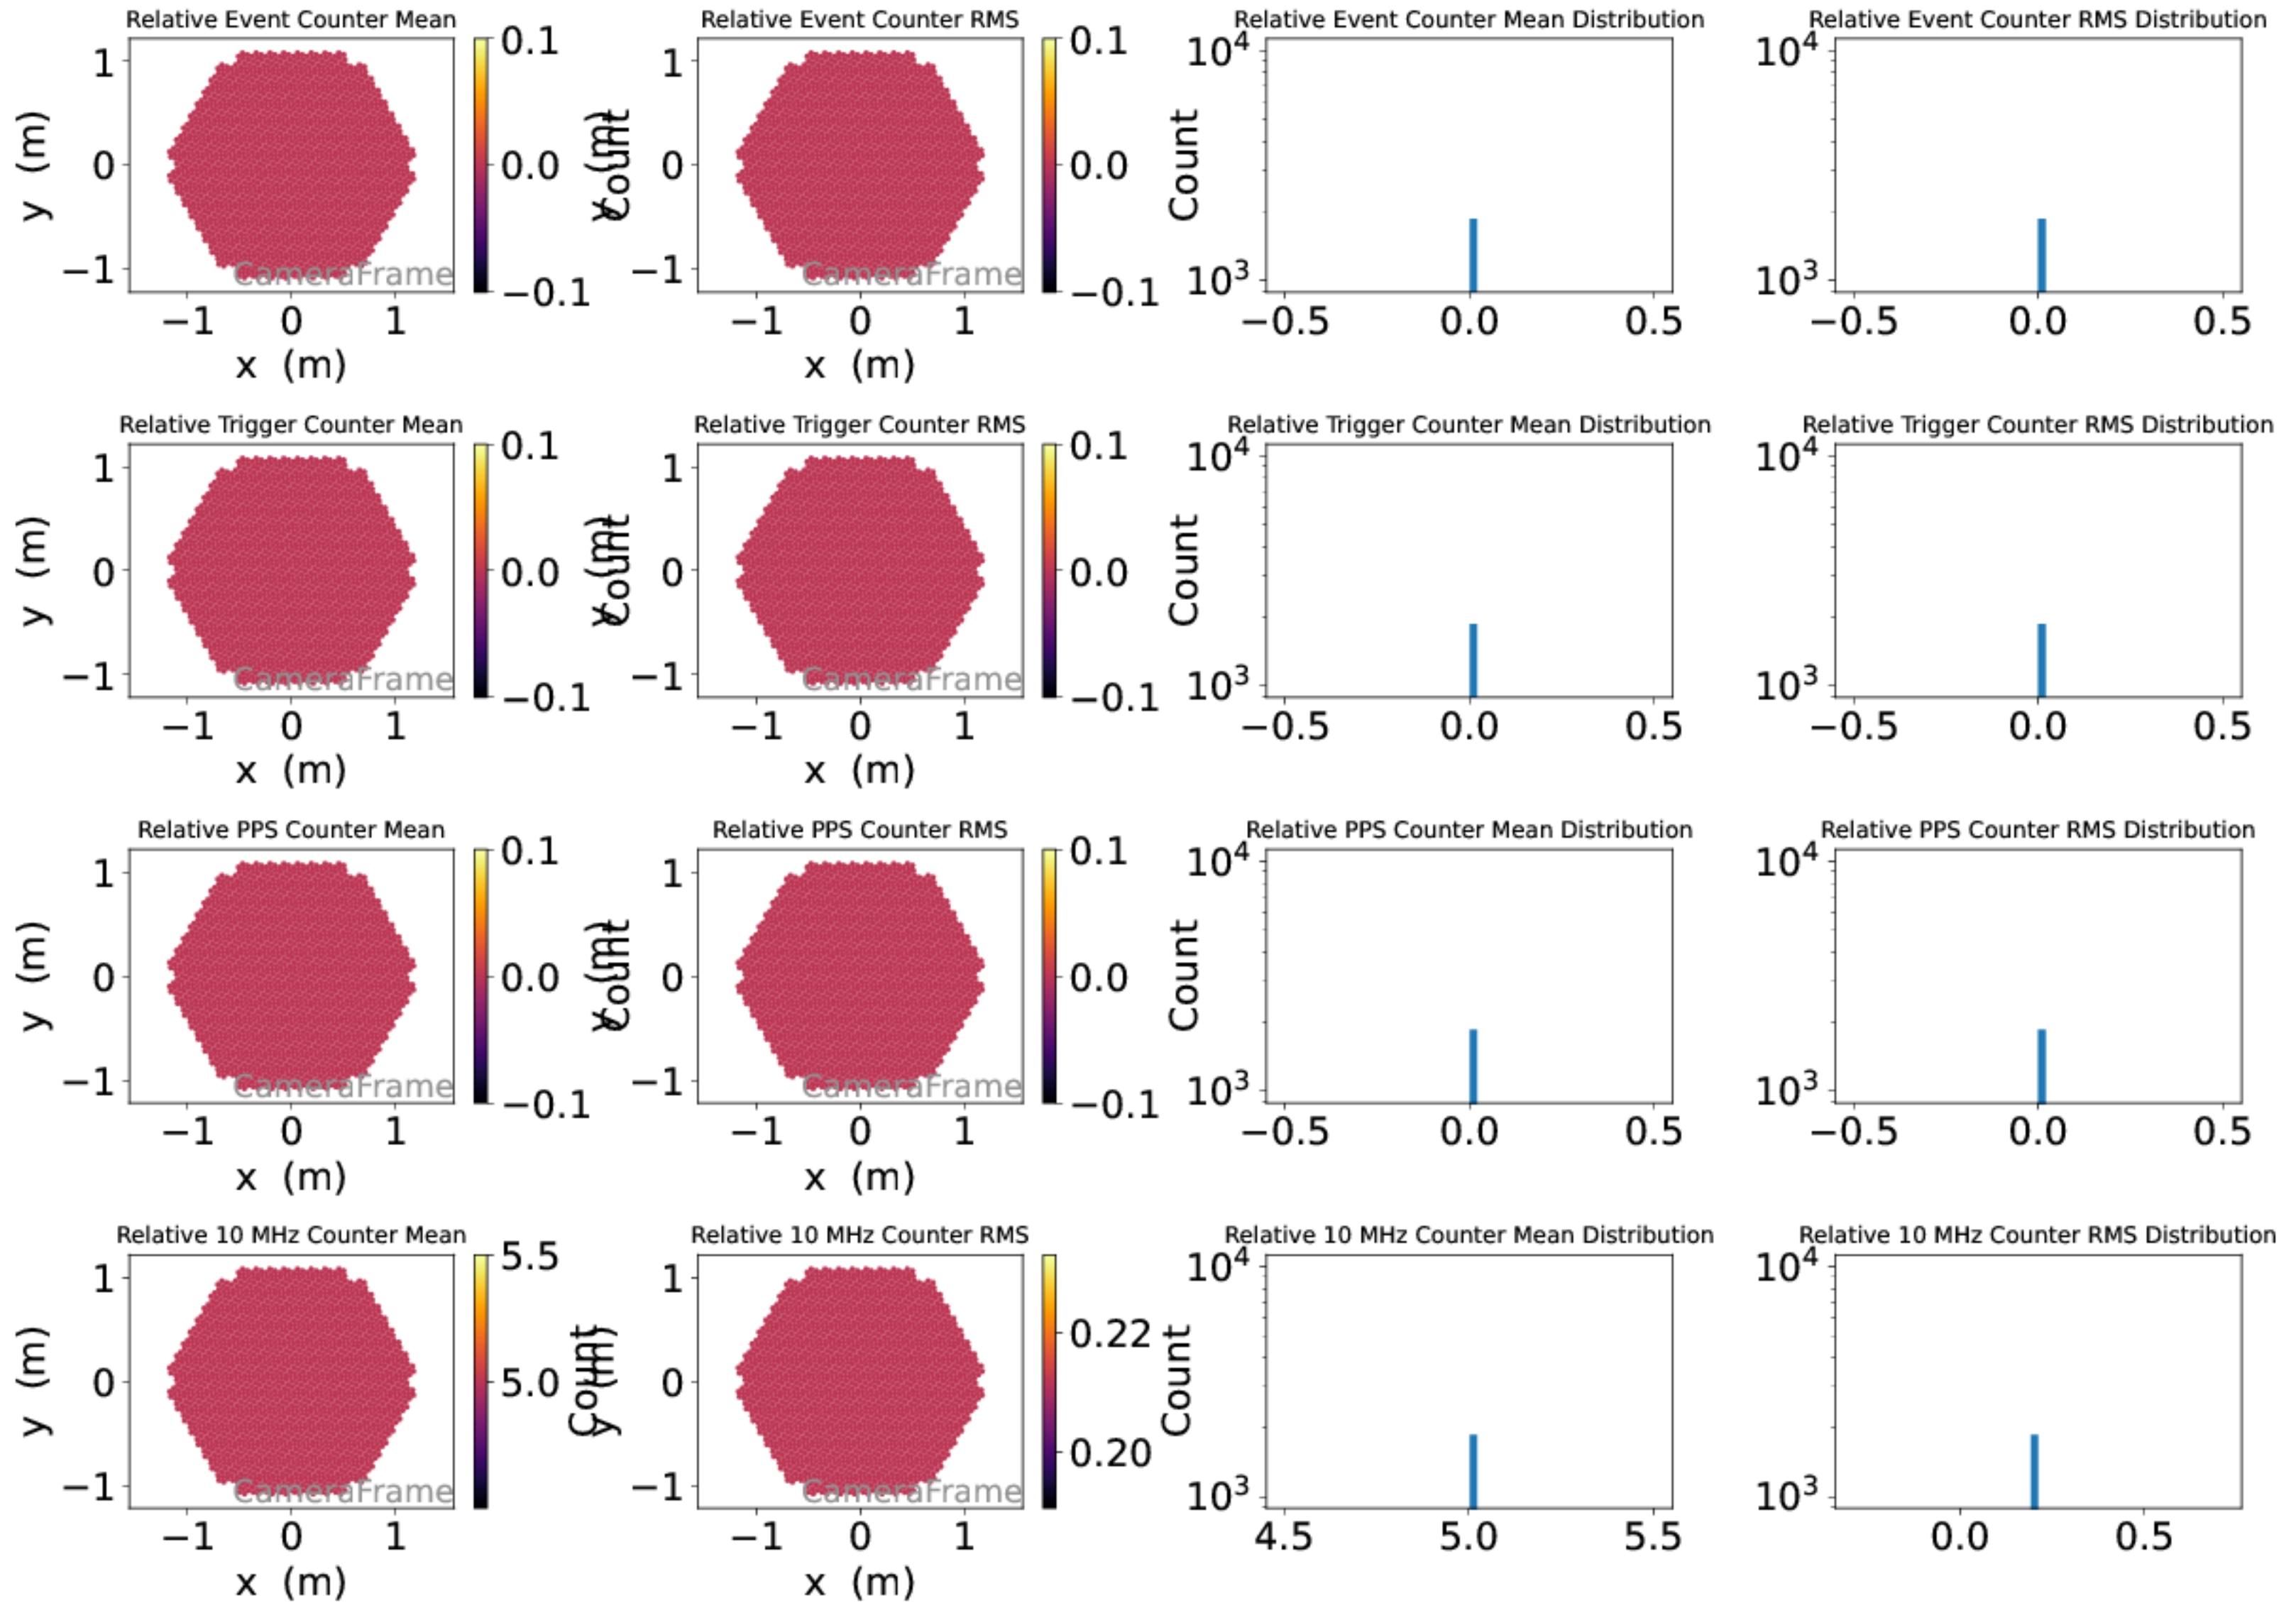 Relative Event Counter Mean
y (m)
1
0
−1
−1 0 1
x (m)
CameraFrame
0.1
0.0
−0.1
Count
Relative Event Counter RMS
y (m)
1
0
−1
−1 0 1
x (m)
CameraFrame
0.1
0.0
−0.1
Relative Event Counter Mean Distribution
Count
10⁴
10³
−0.5 0.0 0.5
Relative Event Counter RMS Distribution
10⁴
10³
−0.5 0.0 0.5
Relative Trigger Counter Mean
y (m)
1
0
−1
−1 0 1
x (m)
CameraFrame
0.1
0.0
−0.1
Count
Relative Trigger Counter RMS
y (m)
1
0
−1
−1 0 1
x (m)
CameraFrame
0.1
0.0
−0.1
Relative Trigger Counter Mean Distribution
Count
10⁴
10³
−0.5 0.0 0.5
Relative Trigger Counter RMS Distribution
10⁴
10³
−0.5 0.0 0.5
Relative PPS Counter Mean
y (m)
1
0
−1
−1 0 1
x (m)
CameraFrame
0.1
0.0
−0.1
Count
Relative PPS Counter RMS
y (m)
1
0
−1
−1 0 1
x (m)
CameraFrame
0.1
0.0
−0.1
Relative PPS Counter Mean Distribution
Count
10⁴
10³
−0.5 0.0 0.5
Relative PPS Counter RMS Distribution
10⁴
10³
−0.5 0.0 0.5
Relative 10 MHz Counter Mean
y (m)
1
0
−1
−1 0 1
x (m)
CameraFrame
5.5
5.0
Count
Relative 10 MHz Counter RMS
y (m)
1
0
−1
−1 0 1
x (m)
CameraFrame
0.22
0.20
Relative 10 MHz Counter Mean Distribution
Count
10⁴
10³
4.5 5.0 5.5
Relative 10 MHz Counter RMS Distribution
10⁴
10³
0.0 0.5